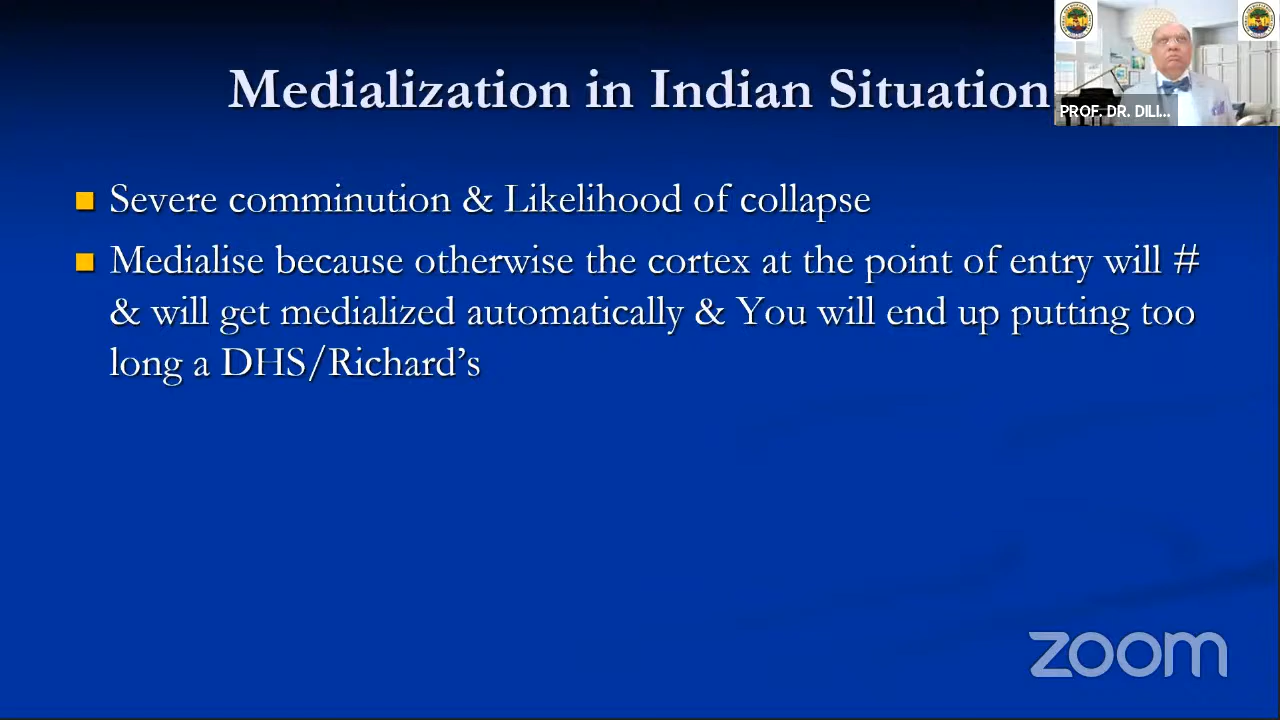 Medialization in Indian Situation
PROF. DR. DILI...
Severe comminution & Likelihood of collapse
Medialise because otherwise the cortex at the point of entry will #
& will get medialized automatically & You will end up putting too
long a DHS/Richard’s
zoom